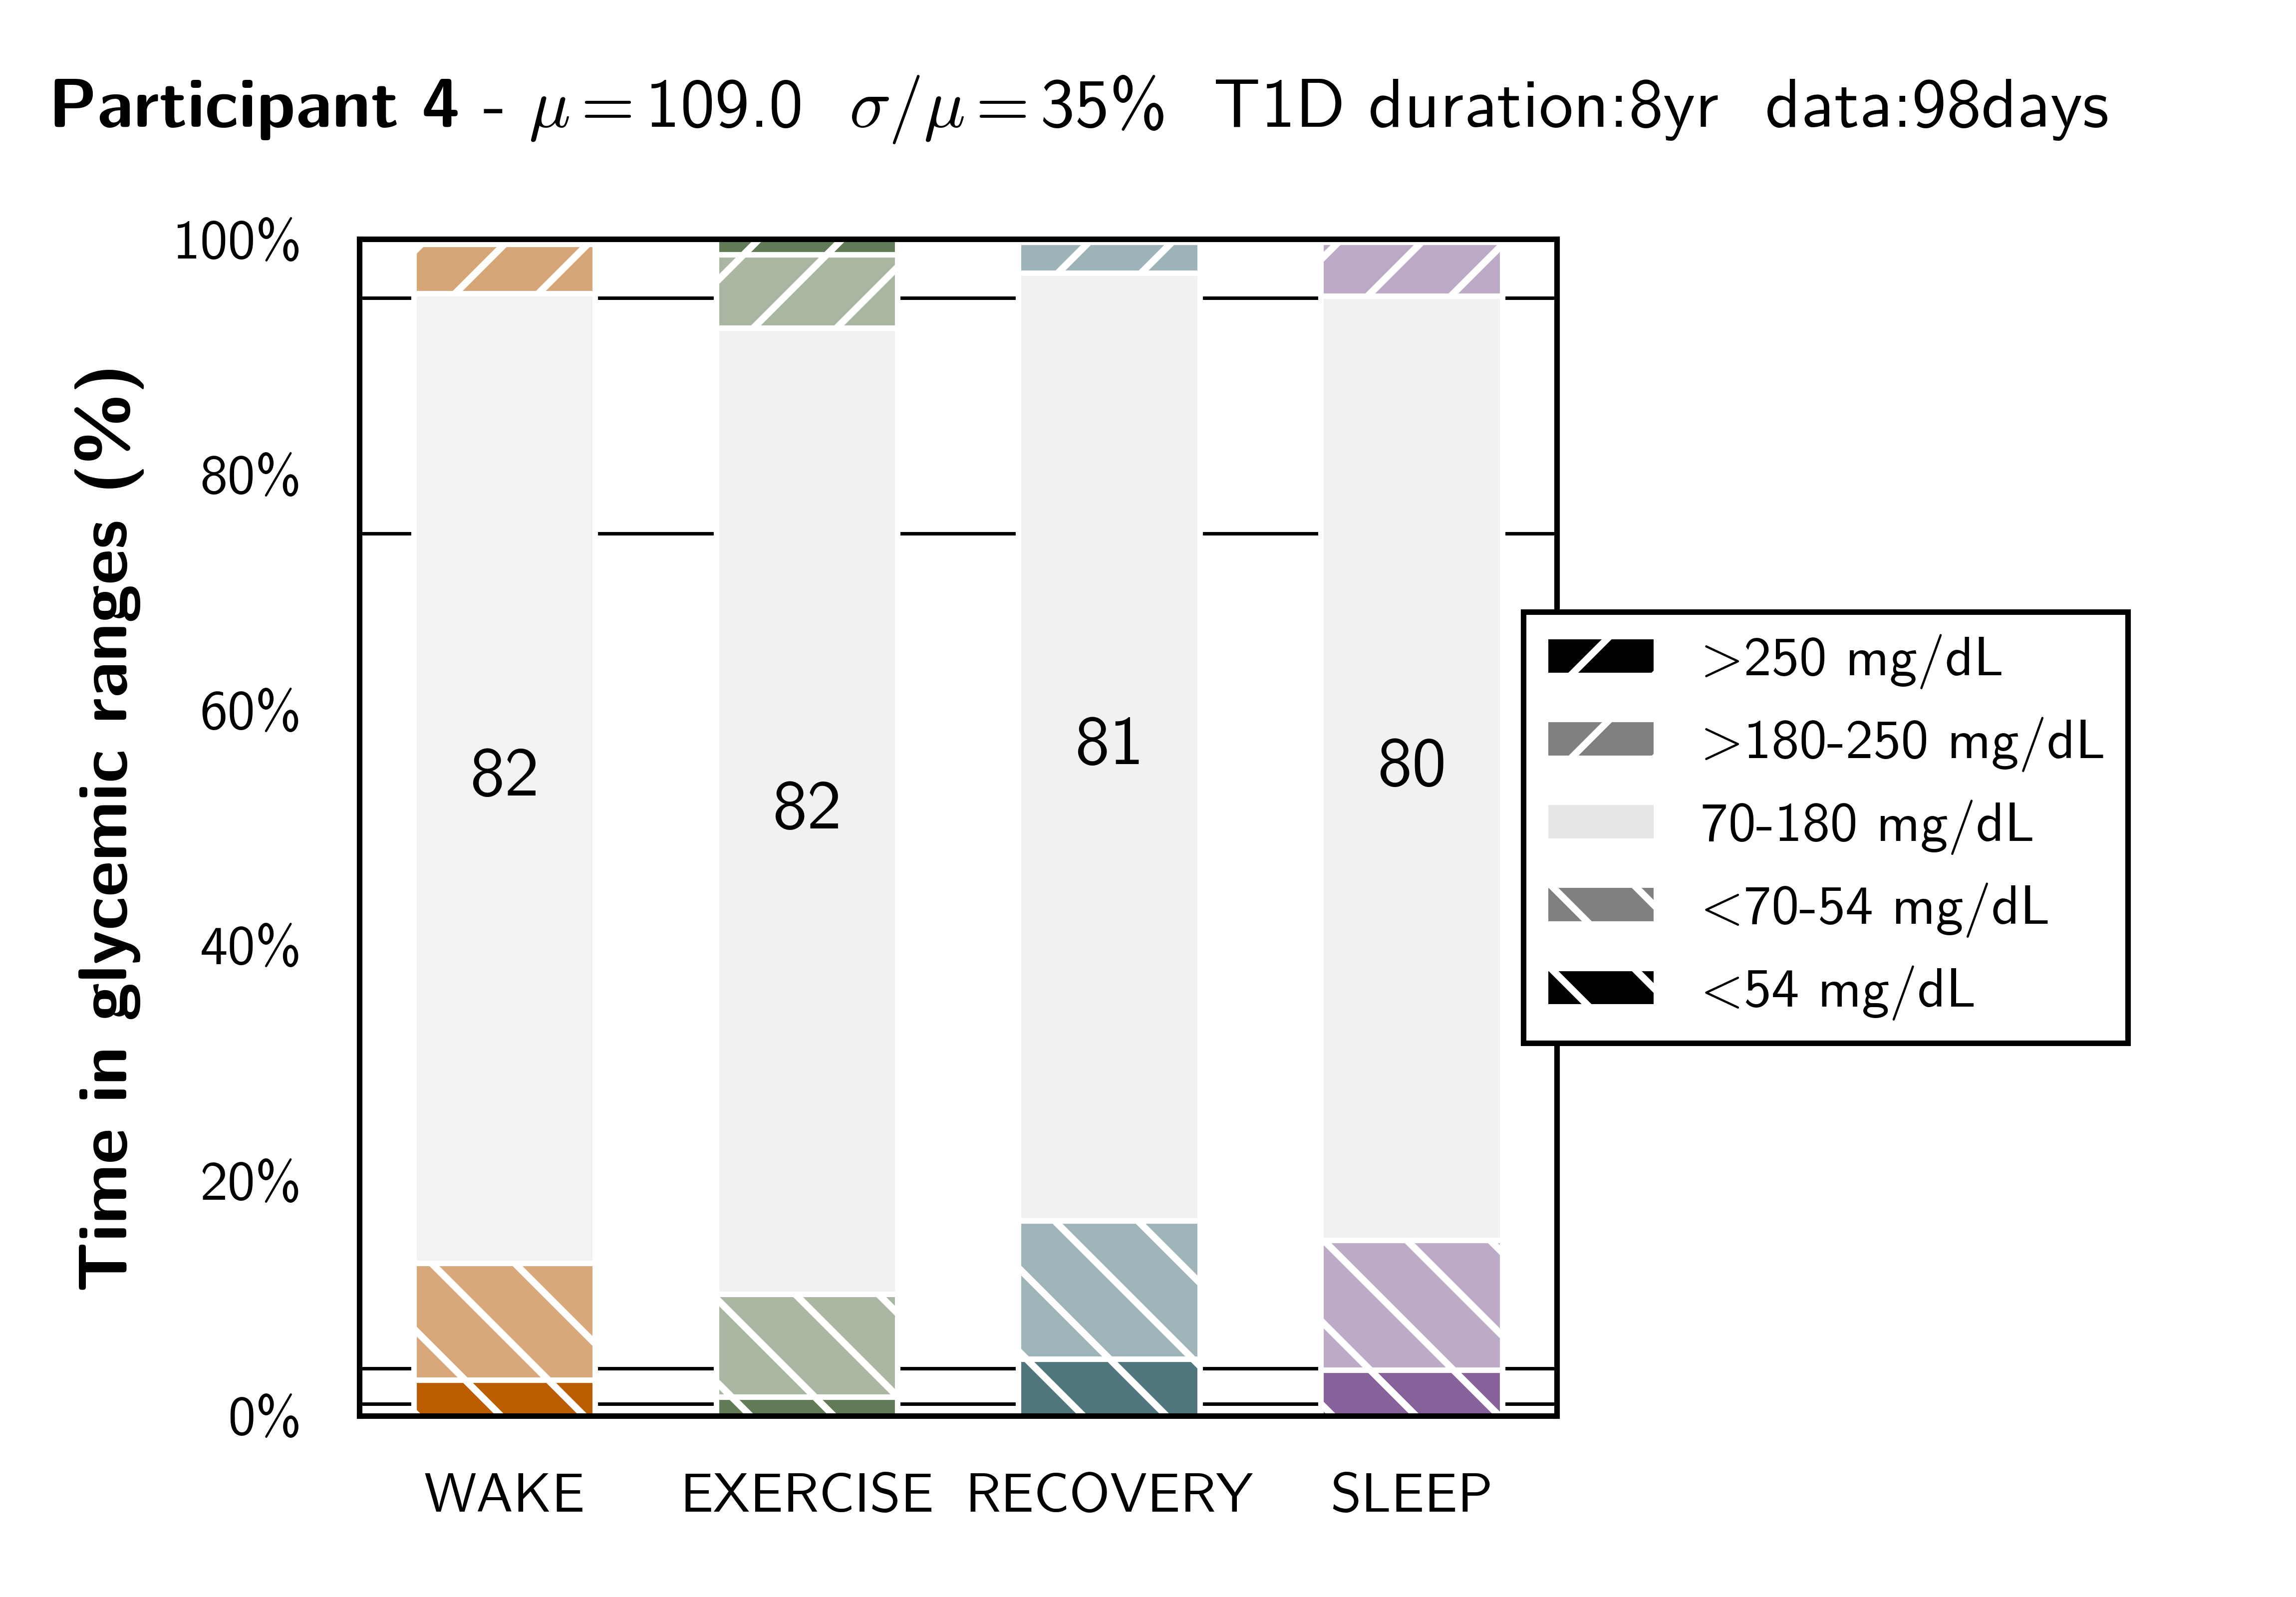 Participant 4 - μ=109.0 σ/μ=35% T1D duration:8yr data:98days
Time in glycemic ranges (%)
100%
80%
60%
40%
20%
0%
82
82
81
80
>250 mg/dL
>180-250 mg/dL
70-180 mg/dL
<70-54 mg/dL
<54 mg/dL
WAKE EXERCISE RECOVERY SLEEP